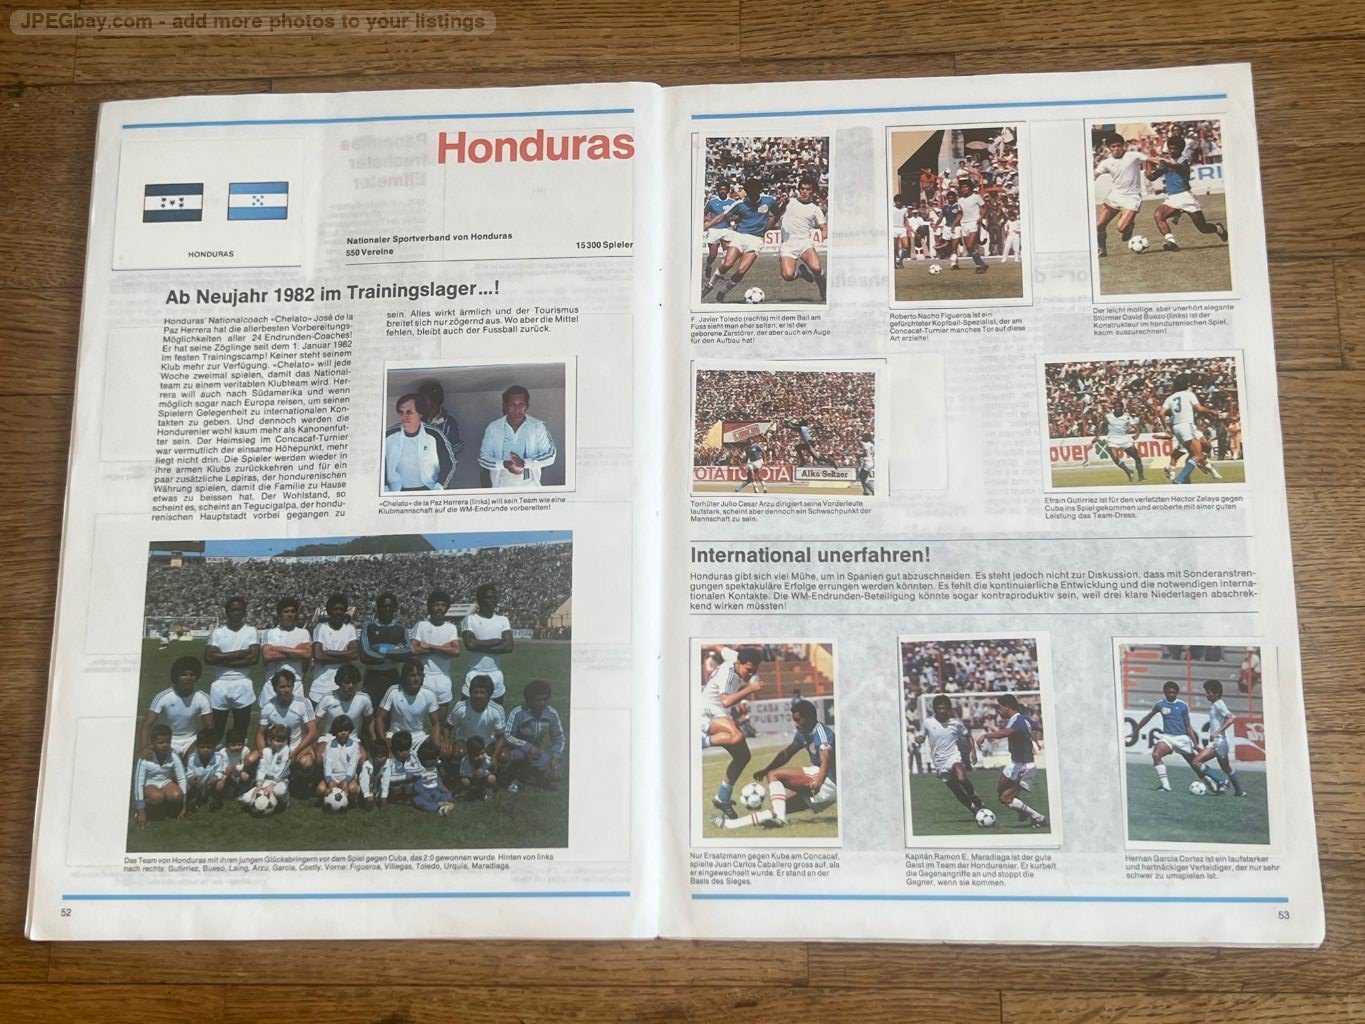 JPEGbay.com - add more photos to your listings
Honduras
HONDURAS
Nationaler Sportverband von Honduras
550 Vereine
15300 Spieler
Ab Neujahr 1982 im Trainingslager...!
Honduras' Nationalcoach «Chelato» José de la
Paz Herrera hat die allerbesten Vorbereitungs-
Möglichkeiten aller 24 Endrunden-Coaches!
Er hat seine Zöglinge seit dem 1. Januar 1982
im festen Trainingscamp! Keiner steht seinem
Klub mehr zur Verfügung. «Chelato» will jede
Woche zweimal spielen, damit das National-
team zu einem veritablen Klubteam wird. Her-
rera will auch nach Südamerika und wenn
möglich sogar nach Europa reisen, um seinen
Spielern Gelegenheit zu internationalen Kon-
takten zu geben. Und dennoch werden die
Hondurenier wohl kaum mehr als Kanonenfut-
ter sein. Der Heimsieg im Concacaf-Turnier
war vermutlich der einsame Höhepunkt, mehr
liegt nicht drin. Die Spieler werden wieder in
ihre armen Klubs zurückkehren und für ein
paar zusätzliche Lepiras, der hondurenischen
Währung spielen, damit die Familie zu Hause
etwas zu beissen hat. Der Wohlstand, so
scheint es, scheint an Tegucigalpa, der hondu-
renischen Hauptstadt vorbei gegangen zu
sein. Alles wirkt ärmlich und der Tourismus
breitet sich nur zögernd aus. Wo aber die Mittel
fehlen, bleibt auch der Fussball zurück.
«Chelato» de la Paz Herrera (links) will sein Team wie eine
Klubmannschaft auf die WM-Endrunde vorbereiten!
Das Team von Honduras mit ihren jungen Glücksbringern vor dem Spiel gegen Cuba, das 2:0 gewonnen wurde. Hinten von links
nach rechts: Gutirriez, Bueso, Laing, Arzu, Garcia, Costly. Vorne: Figueroa, Villegas, Toledo, Urquia, Maradiaga.
52
F. Javier Toledo (rechts) mit dem Ball am
Fuss sieht man eher selten; er ist der
geborene Zerstörer, der aber auch ein Auge
für den Aufbau hat!
Roberto Nacho Figueroa ist ein
gefürchteter Kopfball-Spezialist, der am
Concacaf-Turnier manches Tor auf diese
Art erzielte!
Der leicht mollige, aber unerhört elegante
Stürmer David Buezo (links) ist der
Konstrukteur im hondurenischen Spiel,
kaum auszurechnen!
OTA TOYOTA
Alka Seltzer
Torhüter Julio Cesar Arzu dirigiert seine Vorderleute
lautstark, scheint aber dennoch ein Schwachpunkt der
Mannschaft zu sein.
3
Efrain Gutirriez ist für den verletzten Hector Zelaya gegen
Cuba ins Spiel gekommen und eroberte mit einer guten
Leistung das Team-Dress.
International unerfahren!
Honduras gibt sich viel Mühe, um in Spanien gut abzuschneiden. Es steht jedoch nicht zur Diskussion, dass mit Sonderanstren-
gungen spektakuläre Erfolge errungen werden könnten. Es fehlt die kontinuierliche Entwicklung und die notwendigen interna-
tionalen Kontakte. Die WM-Endrunden-Beteiligung könnte sogar kontraproduktiv sein, weil drei klare Niederlagen abschrek-
kend wirken müssten!
CASA DE
PUESTO
Nur Ersatzmann gegen Kuba am Concacaf,
spielte Juan Carlos Caballero gross auf, als
er eingewechselt wurde. Er stand an der
Basis des Sieges.
Kapitän Ramon E. Maradiaga ist der gute
Geist im Team der Hondurenier. Er kurbelt
die Gegenangriffe an und stoppt die
Gegner, wenn sie kommen.
Hernan Garcia Cortez ist ein laufstarker
und hartnäckiger Verteidiger, der nur sehr
schwer zu umspielen ist.
53